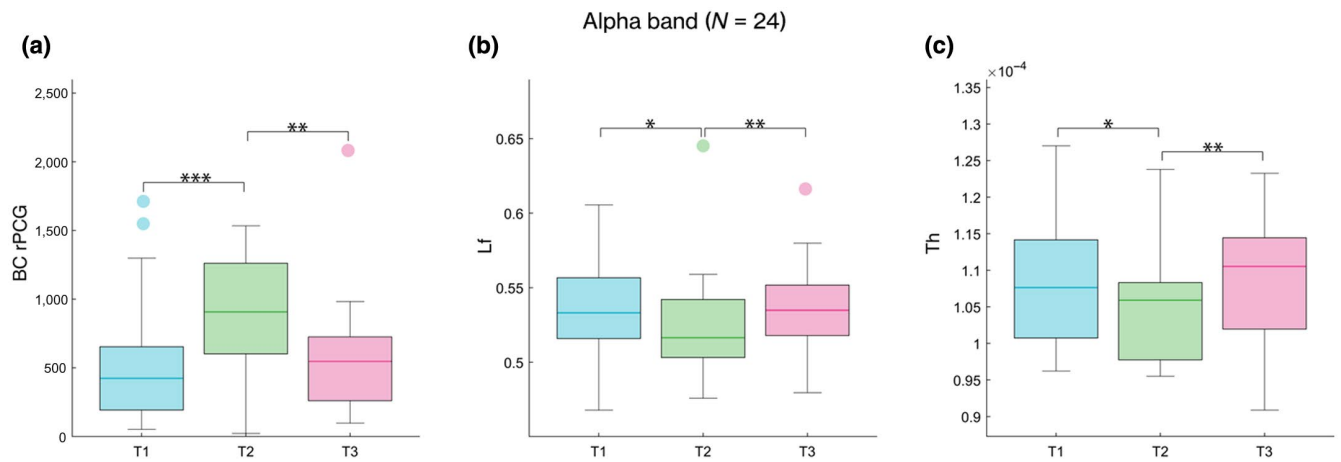 Alpha band (N = 24)
(a)
BC rPCG
2,500
2,000
1,500
1,000
500
0
***
**
T1
T2
T3
(b)
Lf
0.65
0.6
0.55
0.5
*
**
T1
T2
T3
(c)
×10⁻⁴
Th
1.35
1.3
1.25
1.2
1.15
1.1
1.05
1
0.95
0.9
*
**
T1
T2
T3